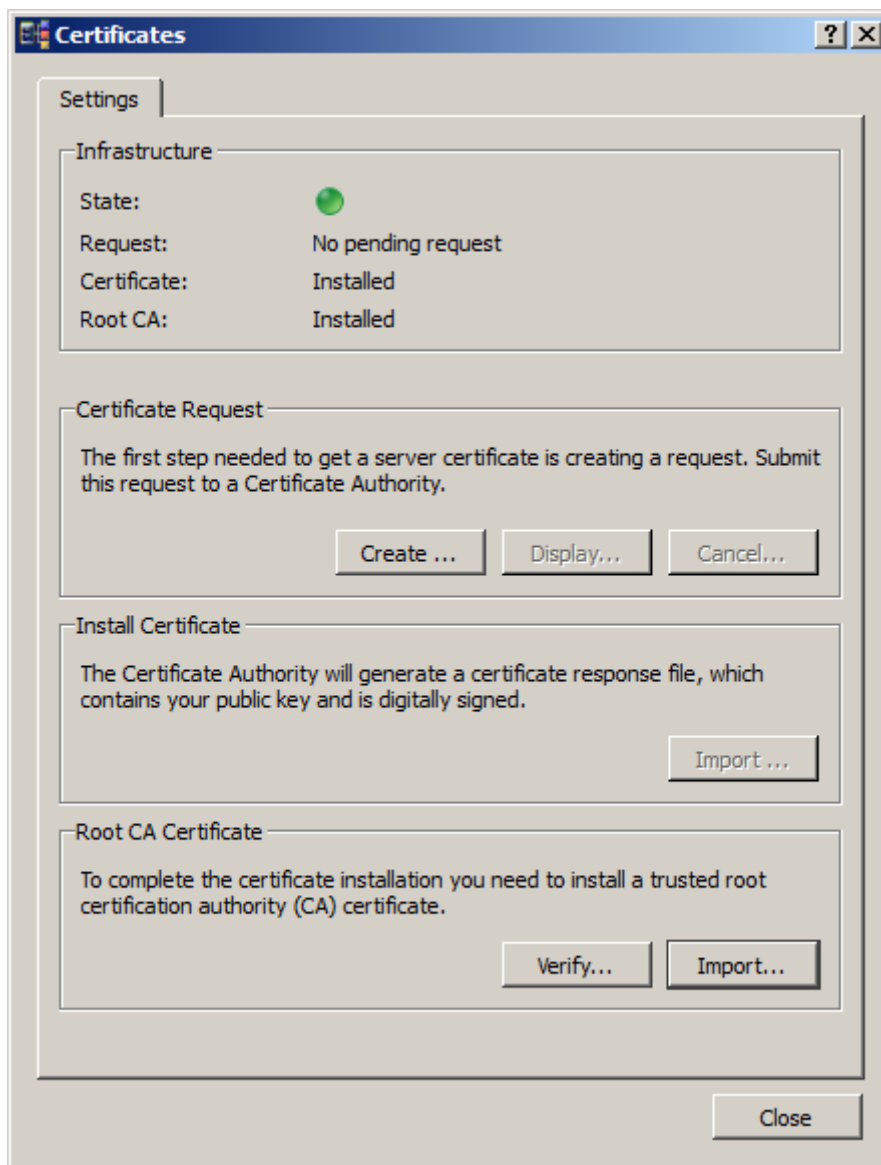 Certificates
Settings
Infrastructure
State:
Request: No pending request
Certificate: Installed
Root CA: Installed
Certificate Request
The first step needed to get a server certificate is creating a request. Submit
this request to a Certificate Authority.
Create ... Display... Cancel...
Install Certificate
The Certificate Authority will generate a certificate response file, which
contains your public key and is digitally signed.
Import ...
Root CA Certificate
To complete the certificate installation you need to install a trusted root
certification authority (CA) certificate.
Verify... Import...
Close